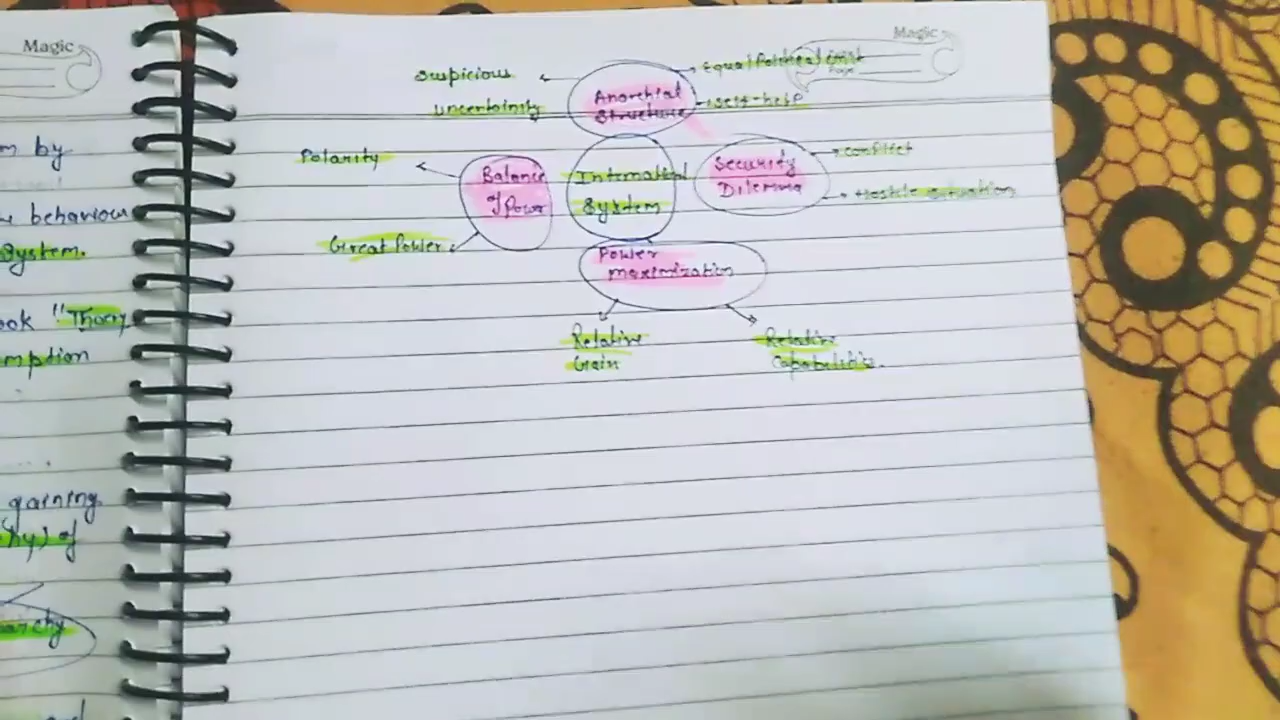 Magic
m by
behaviour
System.
ook "Theory
mption
gaining
of
archy
Magic
Page
Suspicious
Uncertainity
Anarchial
Structure
Equal Political Unit
Self-help
Polarity
Great Power
Balance
of Power
International
System
Security
Dilemma
conflict
Hostile situation
Power
maximization
Relative
Gain
Relative
Capabilities.